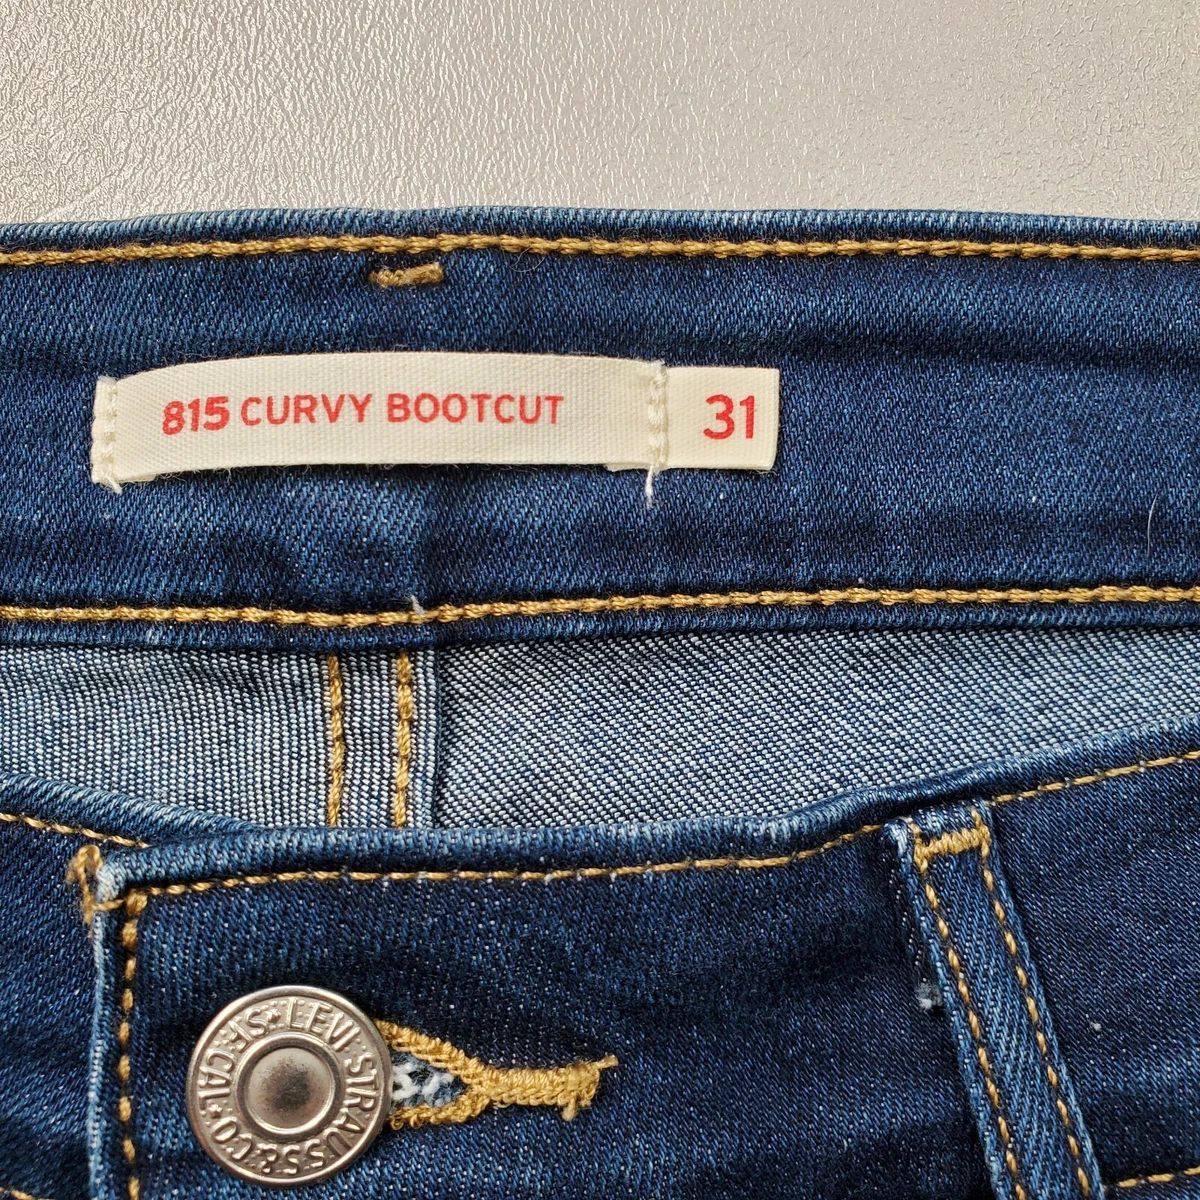 815 CURVY BOOTCUT 31
LEVI STRAUSS & CO. S.F. CAL.